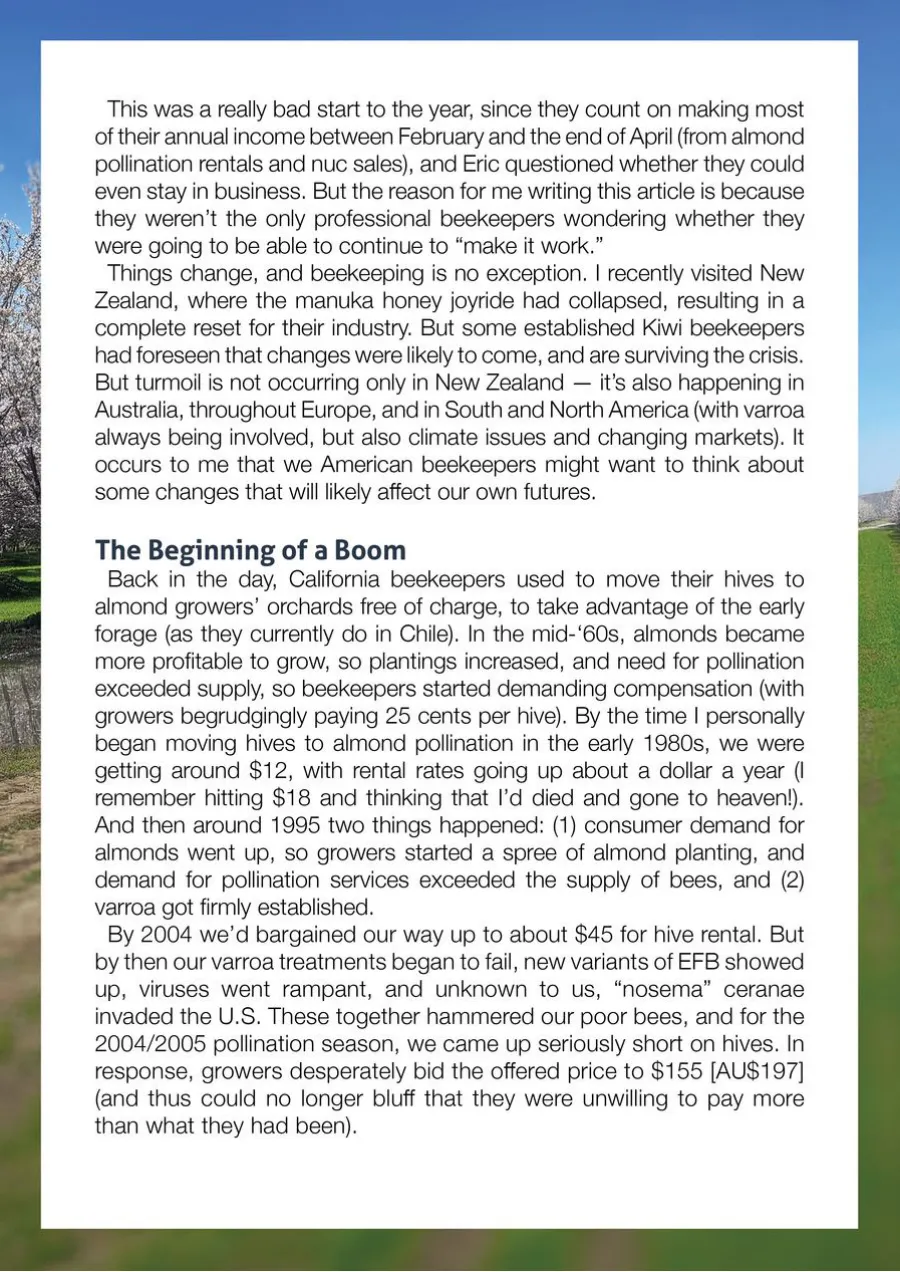 This was a really bad start to the year, since they count on making most
of their annual income between February and the end of April (from almond
pollination rentals and nuc sales), and Eric questioned whether they could
even stay in business. But the reason for me writing this article is because
they weren’t the only professional beekeepers wondering whether they
were going to be able to continue to “make it work.”
Things change, and beekeeping is no exception. I recently visited New
Zealand, where the manuka honey joyride had collapsed, resulting in a
complete reset for their industry. But some established Kiwi beekeepers
had foreseen that changes were likely to come, and are surviving the crisis.
But turmoil is not occurring only in New Zealand — it’s also happening in
Australia, throughout Europe, and in South and North America (with varroa
always being involved, but also climate issues and changing markets). It
occurs to me that we American beekeepers might want to think about
some changes that will likely affect our own futures.
The Beginning of a Boom
Back in the day, California beekeepers used to move their hives to
almond growers’ orchards free of charge, to take advantage of the early
forage (as they currently do in Chile). In the mid-‘60s, almonds became
more profitable to grow, so plantings increased, and need for pollination
exceeded supply, so beekeepers started demanding compensation (with
growers begrudgingly paying 25 cents per hive). By the time I personally
began moving hives to almond pollination in the early 1980s, we were
getting around $12, with rental rates going up about a dollar a year (I
remember hitting $18 and thinking that I’d died and gone to heaven!).
And then around 1995 two things happened: (1) consumer demand for
almonds went up, so growers started a spree of almond planting, and
demand for pollination services exceeded the supply of bees, and (2)
varroa got firmly established.
By 2004 we’d bargained our way up to about $45 for hive rental. But
by then our varroa treatments began to fail, new variants of EFB showed
up, viruses went rampant, and unknown to us, “nosema” ceranae
invaded the U.S. These together hammered our poor bees, and for the
2004/2005 pollination season, we came up seriously short on hives. In
response, growers desperately bid the offered price to $155 [AU$197]
(and thus could no longer bluff that they were unwilling to pay more
than what they had been).